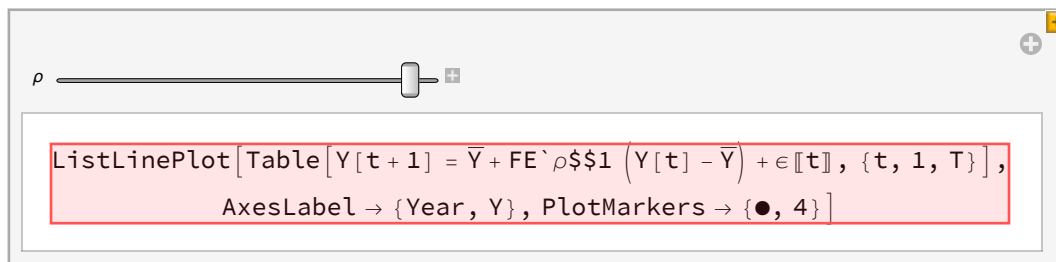 ρ
ListLinePlot[Table[Y[t + 1] = Y̅ + FE`ρ$$1 (Y[t] - Y̅) + ∈〚t〛, {t, 1, T}],
AxesLabel → {Year, Y}, PlotMarkers → {●, 4}]